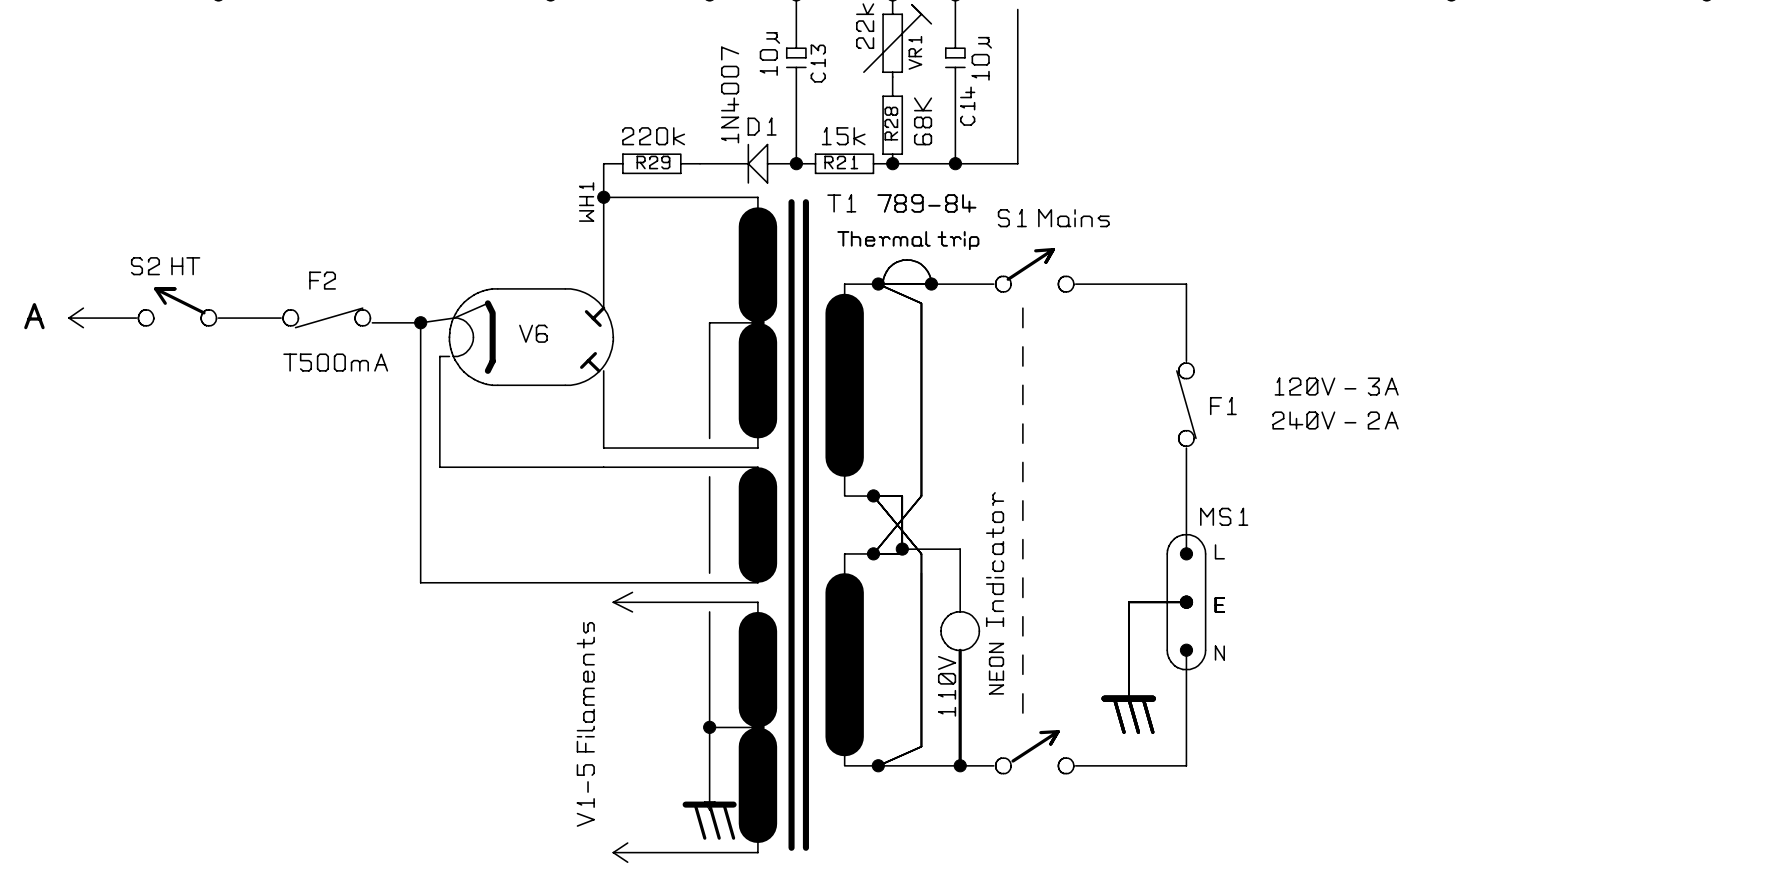 22k
10µ
C13
VR1
10µ
1N4007
C14
R28
68K
D1
220k
R29
15k
R21
WH1
T1 789-84
S1 Mains
Thermal trip
S2 HT
F2
A
V6
T500mA
120V - 3A
F1
240V - 2A
MS1
L
NEON Indicator
E
N
110V
V1-5 Filaments